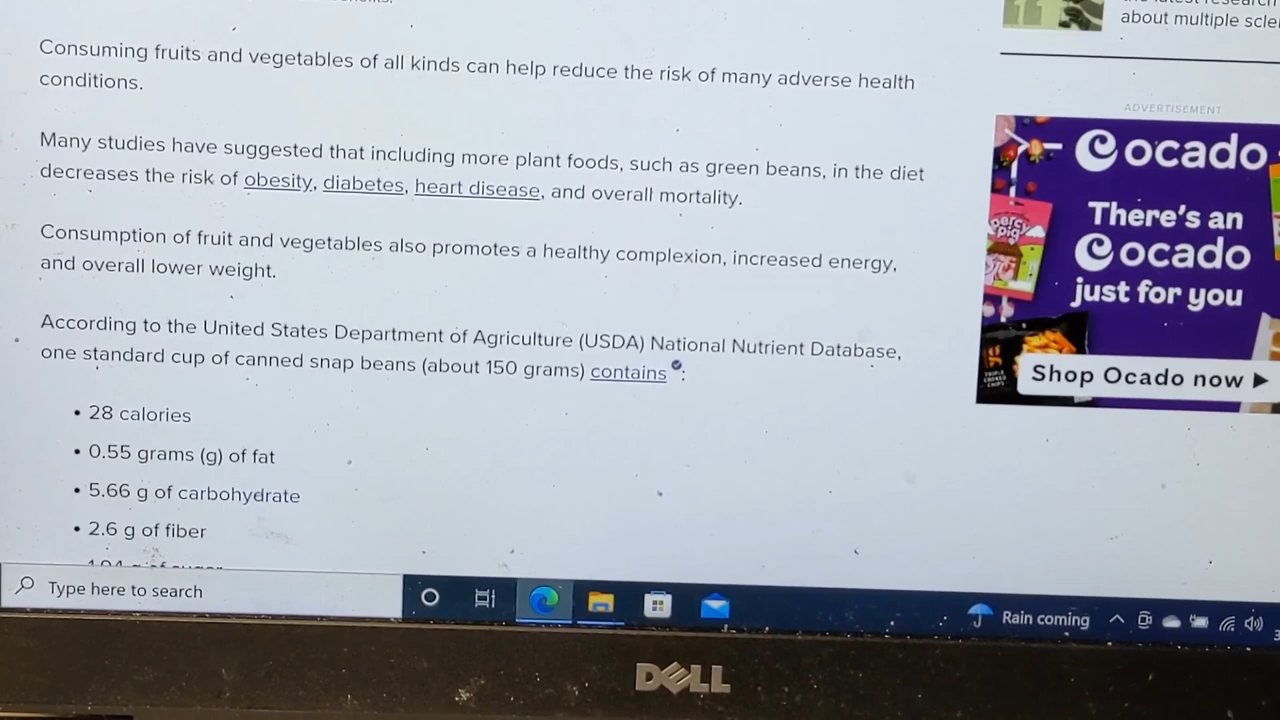 about multiple
Consuming fruits and vegetables of all kinds can help reduce the risk of many adverse health
conditions.
Many studies have suggested that including more plant foods, such as green beans, in the diet
decreases the risk of obesity, diabetes, heart disease, and overall mortality.
Consumption of fruit and vegetables also promotes a healthy complexion, increased energy,
and overall lower weight.
According to the United States Department of Agriculture (USDA) National Nutrient Database,
one standard cup of canned snap beans (about 150 grams) contains :
• 28 calories
• 0.55 grams (g) of fat
• 5.66 g of carbohydrate
• 2.6 g of fiber
ADVERTISEMENT
ocado
There's an
ocado
just for you
percy
pig
Shop Ocado now
Type here to search
Rain coming
DELL